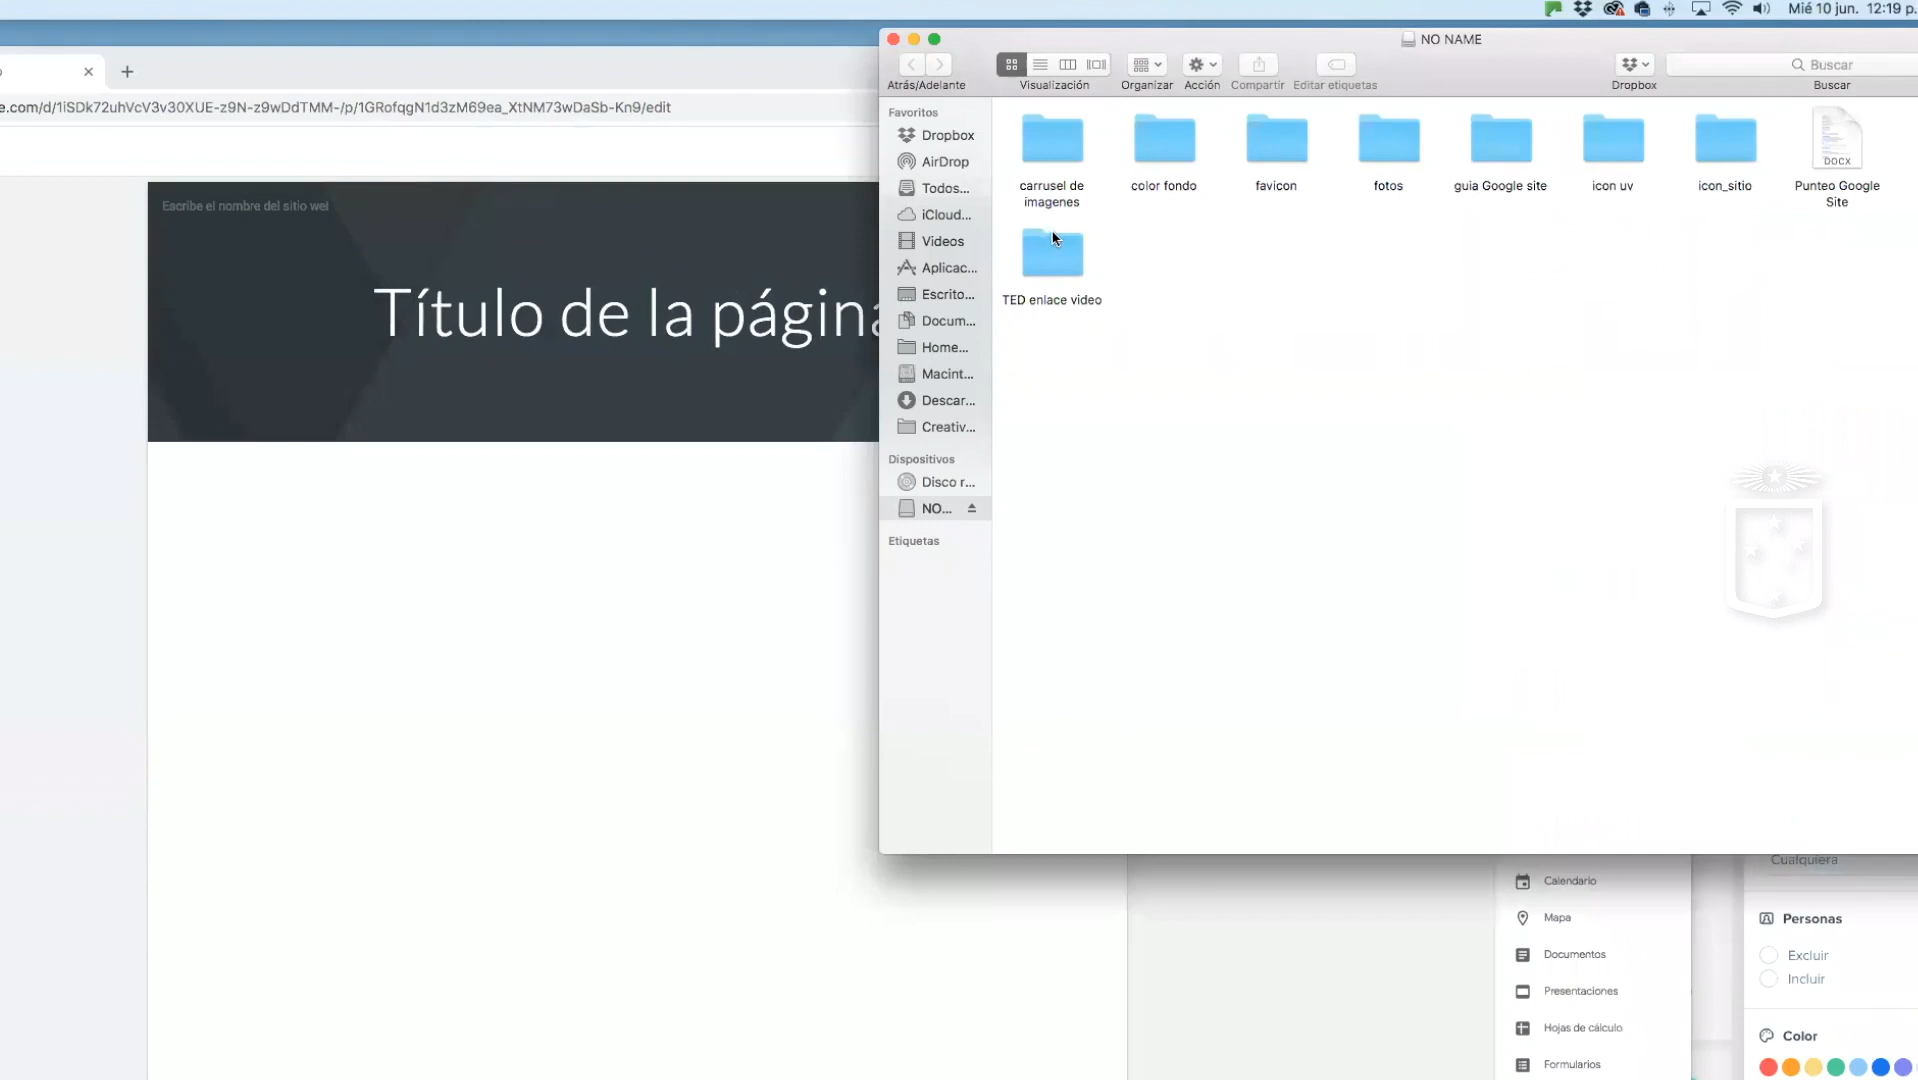 Mié 10 jun. 12:19 p.
NO NAME
Atrás/Adelante
Visualización
Organizar
Acción
Compartir
Editar etiquetas
Dropbox
Buscar
Buscar
e.com/d/1iSDk72uhVcV3v30XUE-z9N-z9wDdTMM-/p/1GRofqgN1d3zM69ea_XtNM73wDaSb-Kn9/edit
Escribe el nombre del sitio wel
Título de la página
Favoritos
Dropbox
AirDrop
Todos...
iCloud...
Videos
Aplicac...
Escrito...
Docum...
Home...
Macint...
Descar...
Creativ...
Dispositivos
Disco r...
NO...
Etiquetas
carrusel de
imagenes
color fondo
favicon
fotos
guia Google site
icon uv
icon_sitio
DOCX
Punteo Google
Site
TED enlace video
Calendario
Mapa
Documentos
Presentaciones
Hojas de cálculo
Formularios
Cualquiera
Personas
Excluir
Incluir
Color